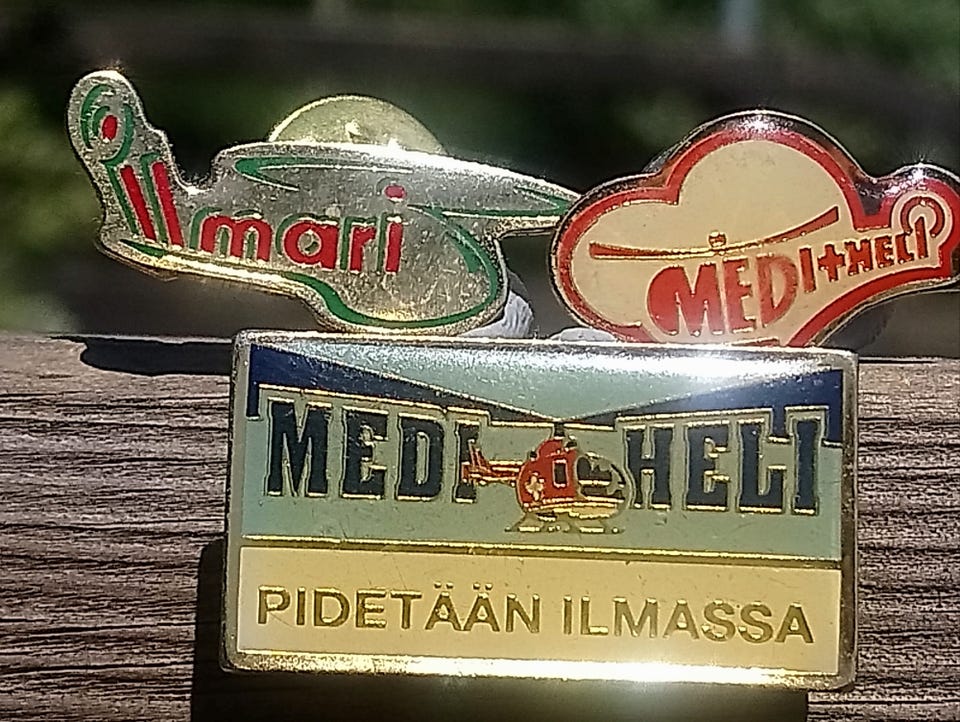 ilmari
MEDI+HELI
MEDI HELI
PIDETÄÄN ILMASSA